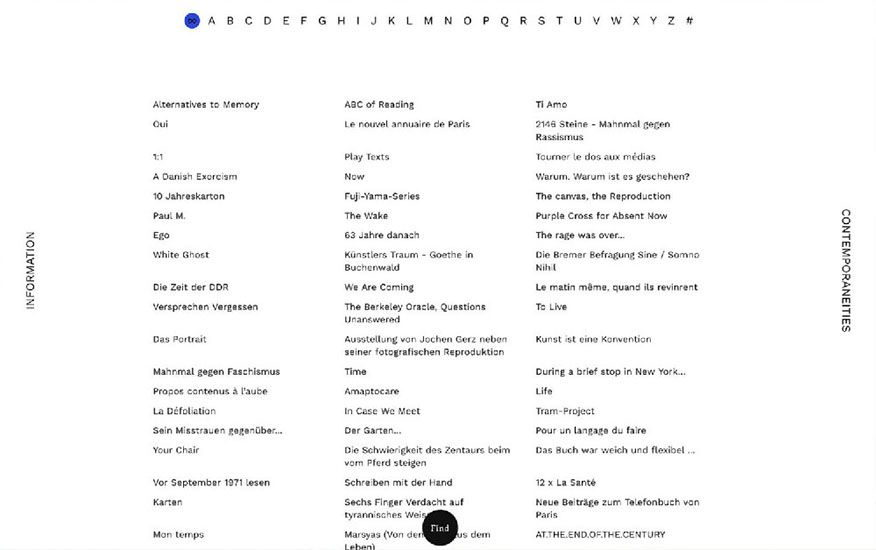 ∞ A B C D E F G H I J K L M N O P Q R S T U V W X Y Z #
INFORMATION
Alternatives to Memory
Oui
1:1
A Danish Exorcism
10 Jahreskarton
Paul M.
Ego
White Ghost
Die Zeit der DDR
Versprechen Vergessen
Das Portrait
Mahnmal gegen Faschismus
Propos contenus à l'aube
La Défoliation
Sein Misstrauen gegenüber...
Your Chair
Vor September 1971 lesen
Karten
Mon temps
ABC of Reading
Le nouvel annuaire de Paris
Play Texts
Now
Fuji-Yama-Series
The Wake
63 Jahre danach
Künstlers Traum - Goethe in
Buchenwald
We Are Coming
The Berkeley Oracle, Questions
Unanswered
Ausstellung von Jochen Gerz neben
seiner fotografischen Reproduktion
Time
Amaptocare
In Case We Meet
Der Garten...
Die Schwierigkeit des Zentaurs beim
vom Pferd steigen
Schreiben mit der Hand
Sechs Finger Verdacht auf
tyrannisches
Marsyas (Von dem
us dem
Leben)
Find
Ti Amo
2146 Steine - Mahnmal gegen
Rassismus
Tourner le dos aux médias
Warum. Warum ist es geschehen?
The canvas, the Reproduction
Purple Cross for Absent Now
The rage was over...
Die Bremer Befragung Sine / Somno
Nihil
Le matin même, quand ils revinrent
To Live
Kunst ist eine Konvention
During a brief stop in New York...
Life
Tram-Project
Pour un langage du faire
Das Buch war weich und flexibel ...
12 x La Santé
Neue Beiträge zum Telefonbuch von
Paris
AT.THE.END.OF.THE.CENTURY
CONTEMPORANEITIES